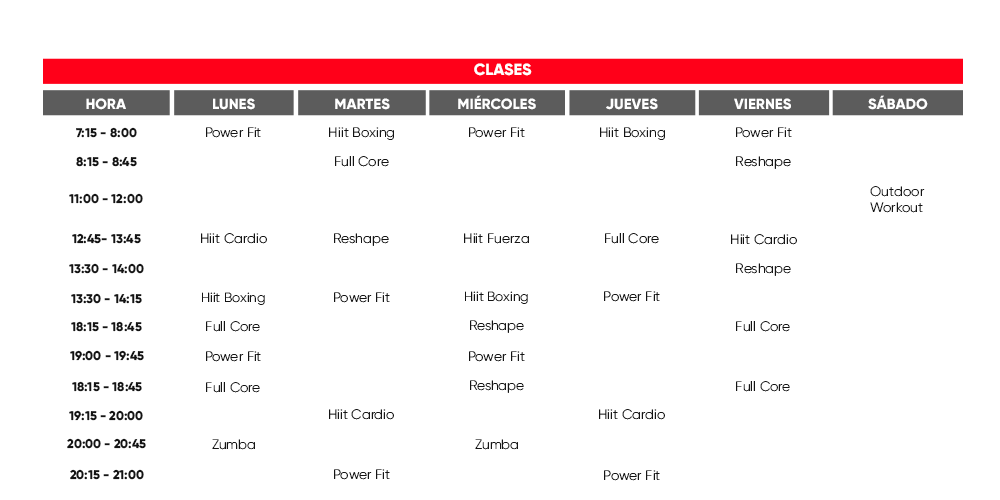 CLASES
HORA LUNES MARTES MIÉRCOLES JUEVES VIERNES SÁBADO
7:15 - 8:00 Power Fit Hiit Boxing Power Fit Hiit Boxing Power Fit
8:15 - 8:45 Full Core Reshape
11:00 - 12:00 Outdoor
Workout
12:45- 13:45 Hiit Cardio Reshape Hiit Fuerza Full Core Hiit Cardio
13:30 - 14:00 Reshape
13:30 - 14:15 Hiit Boxing Power Fit Hiit Boxing Power Fit
18:15 - 18:45 Full Core Reshape Full Core
19:00 - 19:45 Power Fit Power Fit
18:15 - 18:45 Full Core Reshape Full Core
19:15 - 20:00 Hiit Cardio Hiit Cardio
20:00 - 20:45 Zumba Zumba
20:15 - 21:00 Power Fit Power Fit